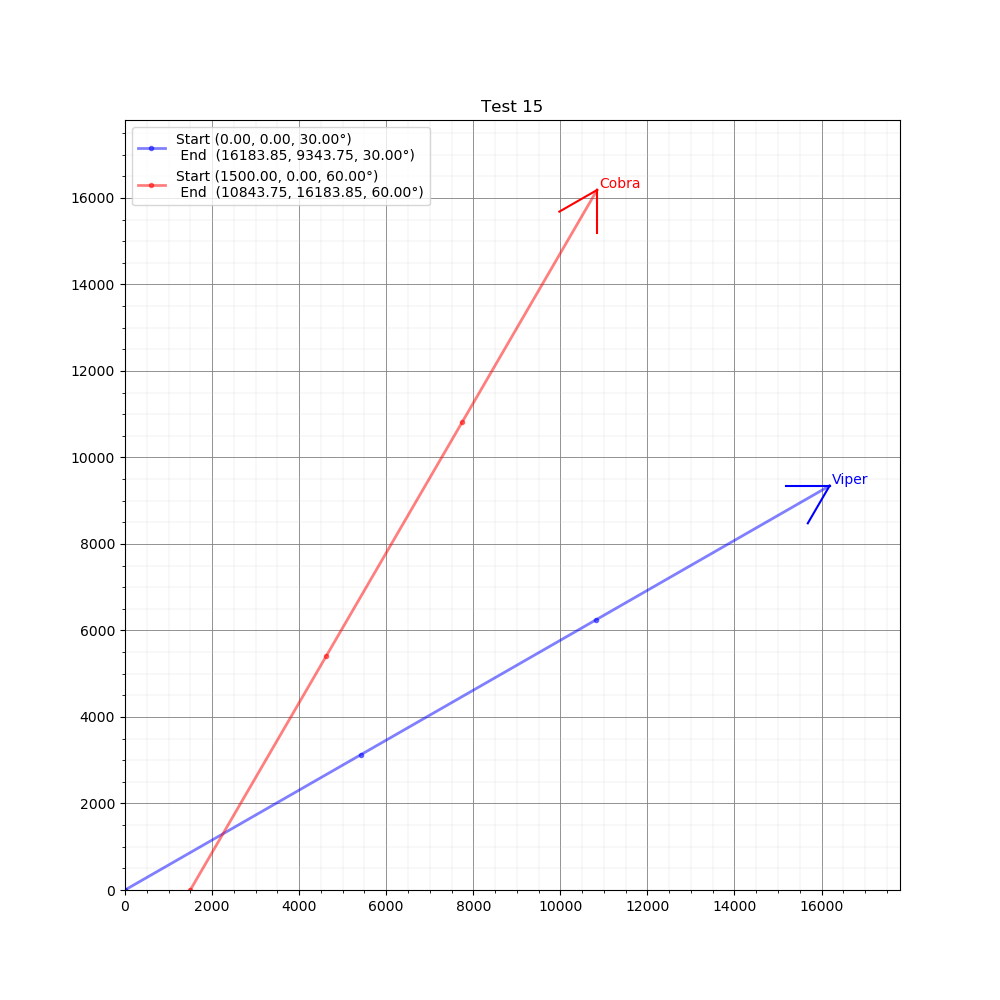 Test 15
Start (0.00, 0.00, 30.00°)
End (16183.85, 9343.75, 30.00°)
Start (1500.00, 0.00, 60.00°)
End (10843.75, 16183.85, 60.00°)
Cobra
Viper
16000
14000
12000
10000
8000
6000
4000
2000
0
0 2000 4000 6000 8000 10000 12000 14000 16000